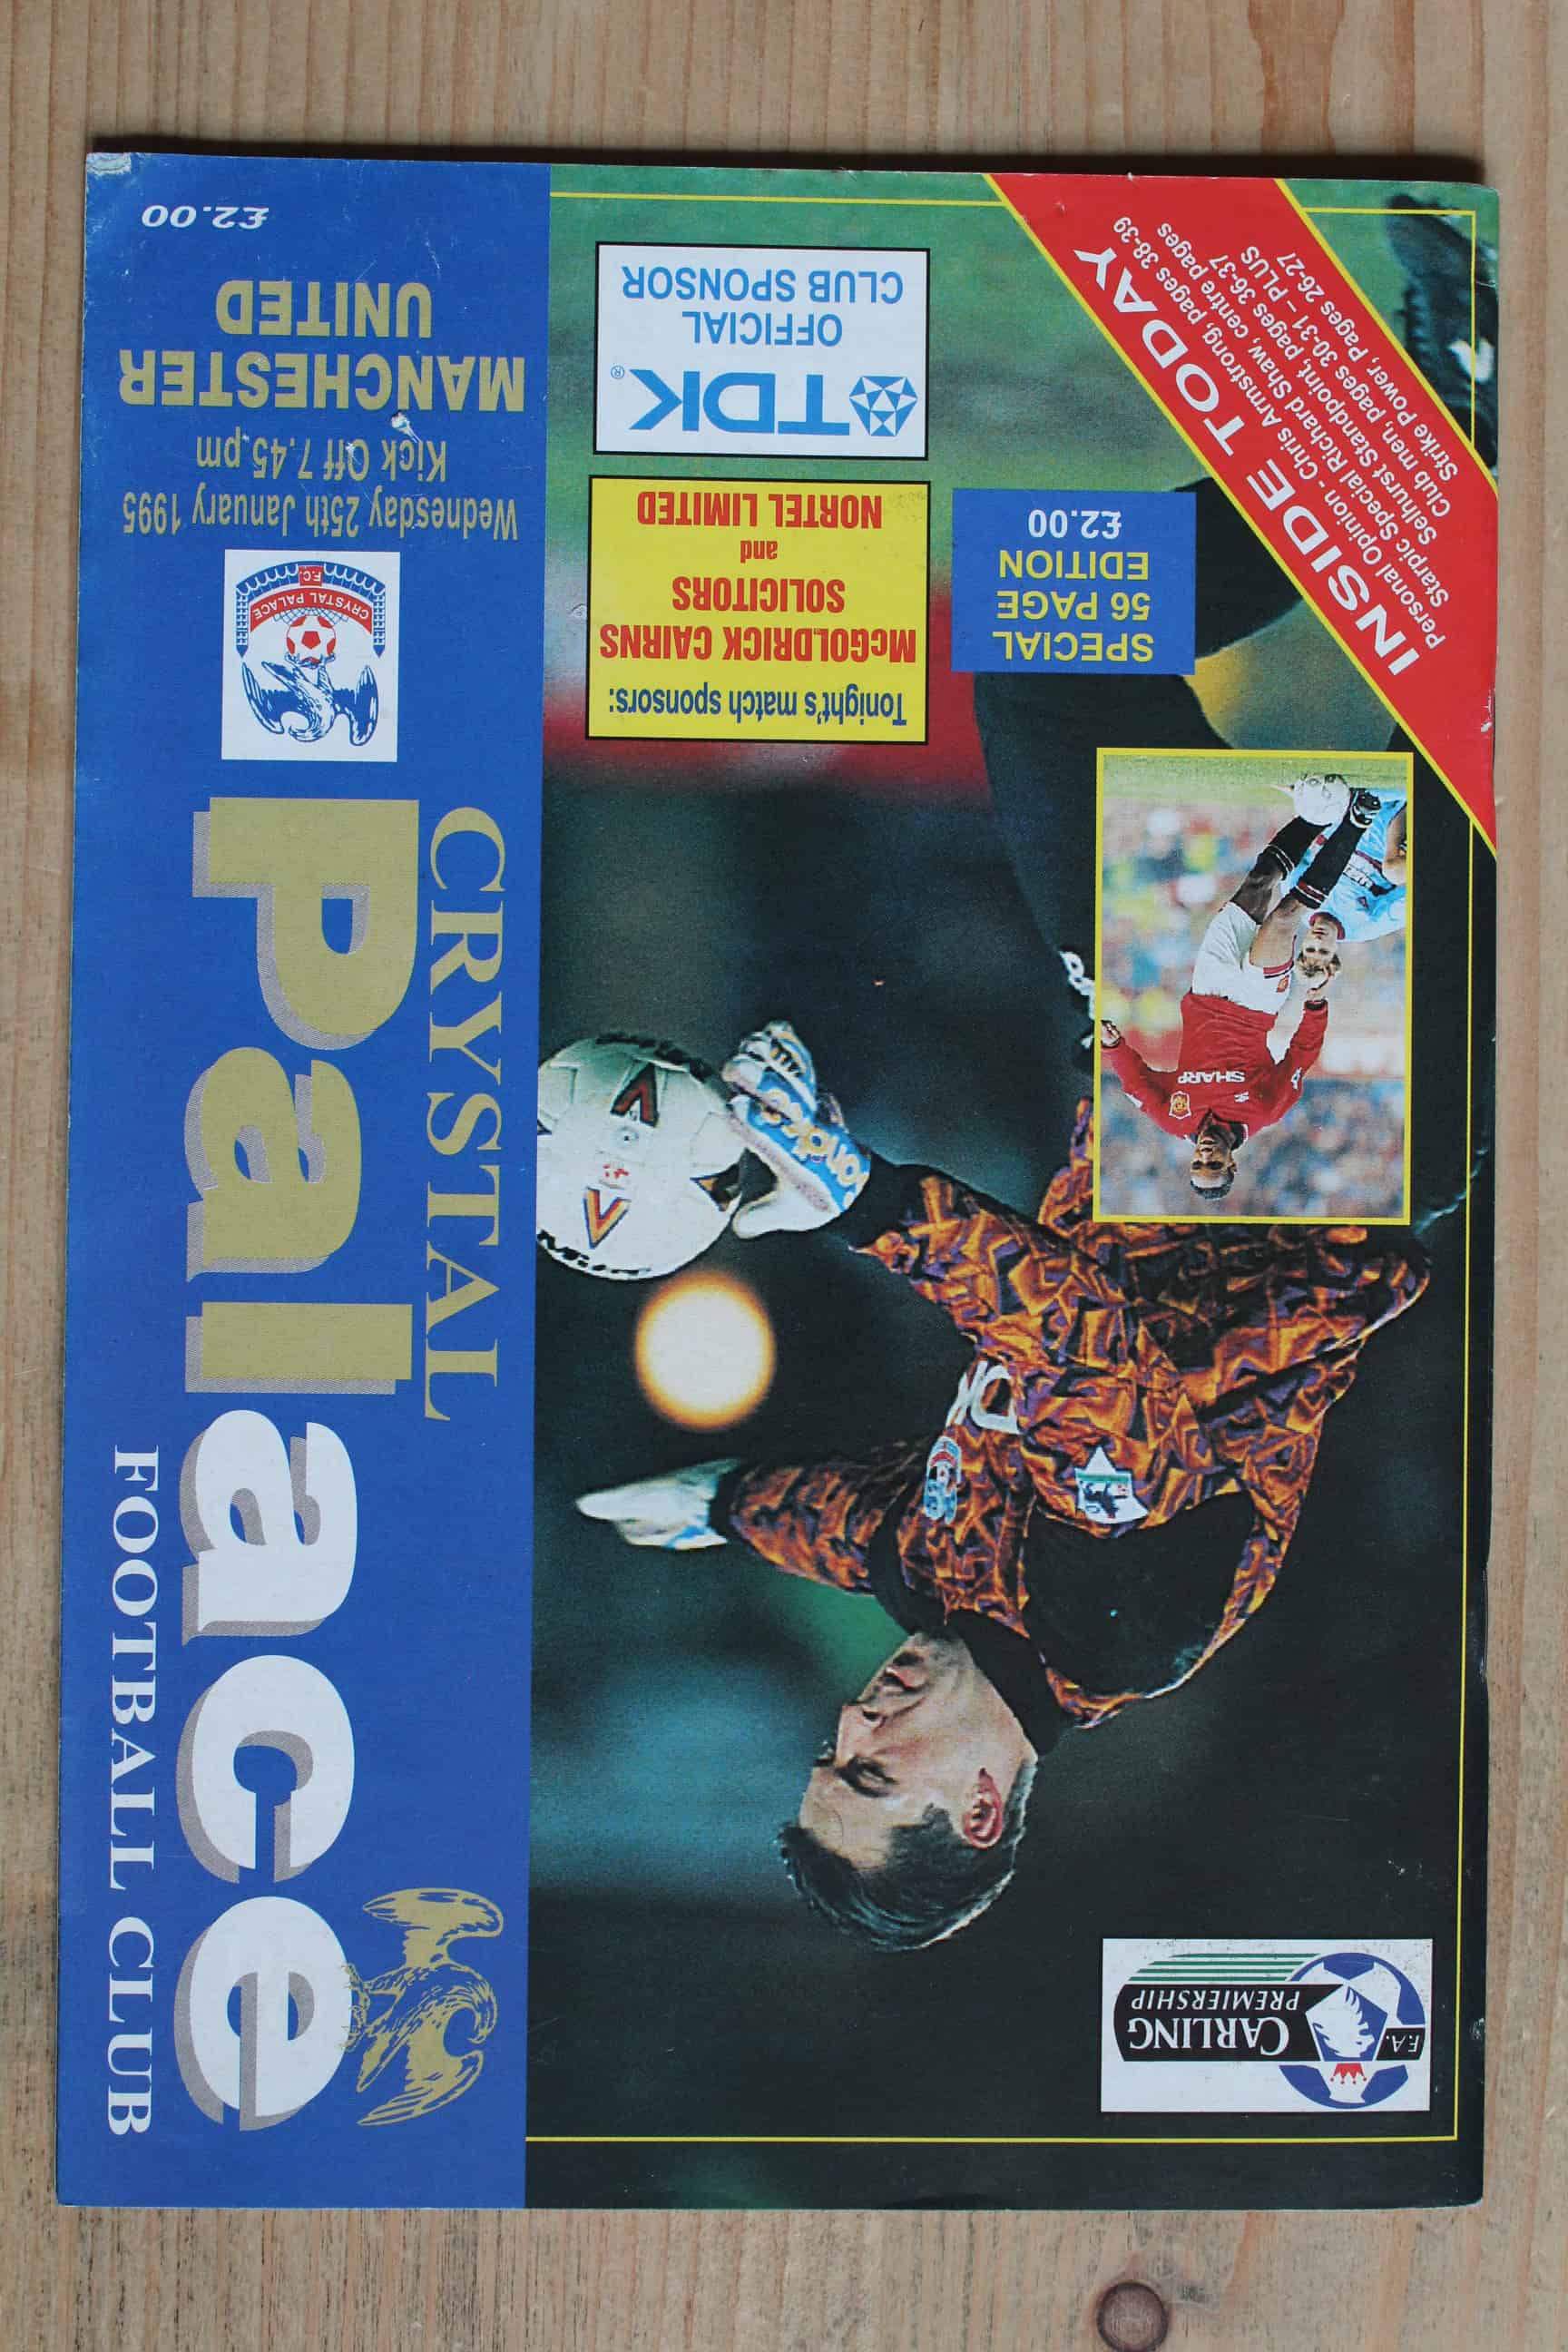 F.A.
CARLING
PREMIERSHIP
CRYSTAL
Palace
FOOTBALL CLUB
CRYSTAL PALACE
F.C.
Wednesday 25th January 1995
Kick Off 7.45.pm
MANCHESTER
UNITED
£2.00
SHARP
INSIDE TODAY
Personal Opinion - Chris Armstrong, pages 38-39
Starpic Special Richard Shaw, centre pages
Selhurst Standpoint, pages 36-37
Club men, pages 30-31 – PLUS
Strike Power, Pages 26-27
SPECIAL
56 PAGE
EDITION
£2.00
Tonight's match sponsors:
McGOLDRICK CAIRNS
SOLICITORS
and
NORTEL LIMITED
TDK®
OFFICIAL
CLUB SPONSOR